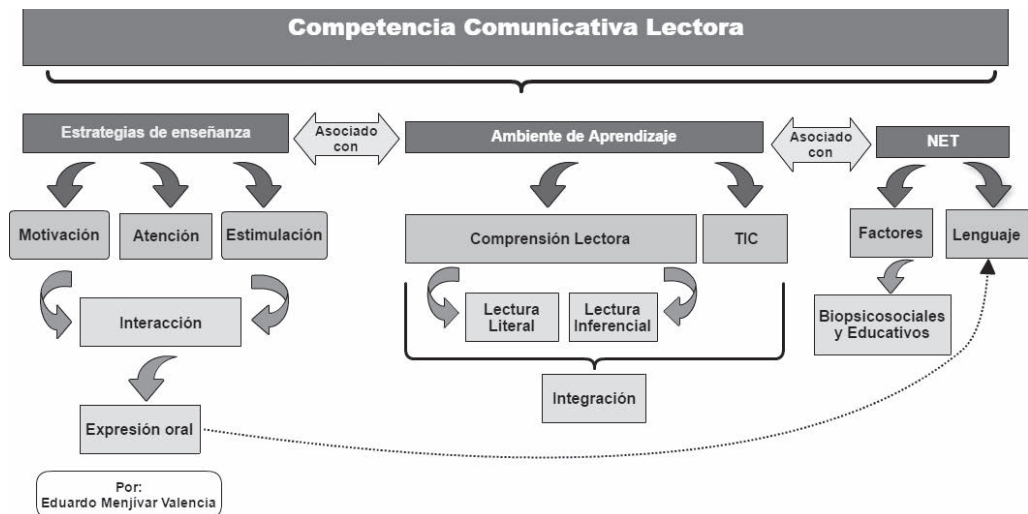 Competencia Comunicativa Lectora
Estrategias de enseñanza
Asociado
con
Ambiente de Aprendizaje
Asociado
con
NET
Motivación
Atención
Estimulación
Comprensión Lectora
TIC
Factores
Lenguaje
Interacción
Lectura
Literal
Lectura
Inferencial
Biopsicosociales
y Educativos
Integración
Expresión oral
Por:
Eduardo Menjívar Valencia